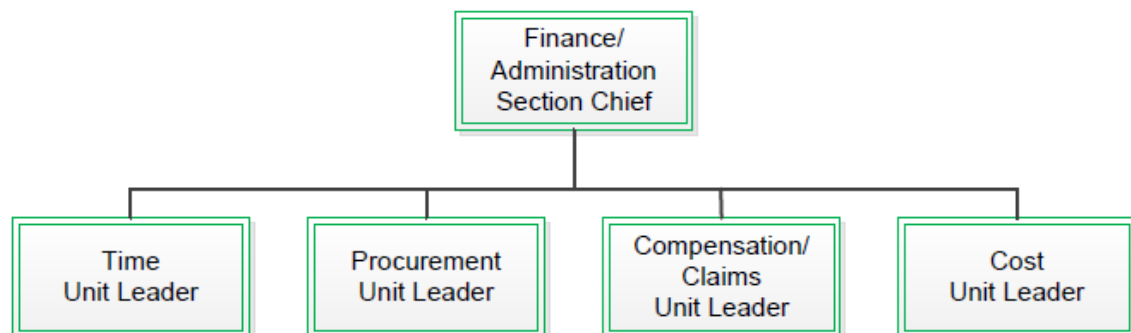 Finance/
Administration
Section Chief
Time
Unit Leader
Procurement
Unit Leader
Compensation/
Claims
Unit Leader
Cost
Unit Leader